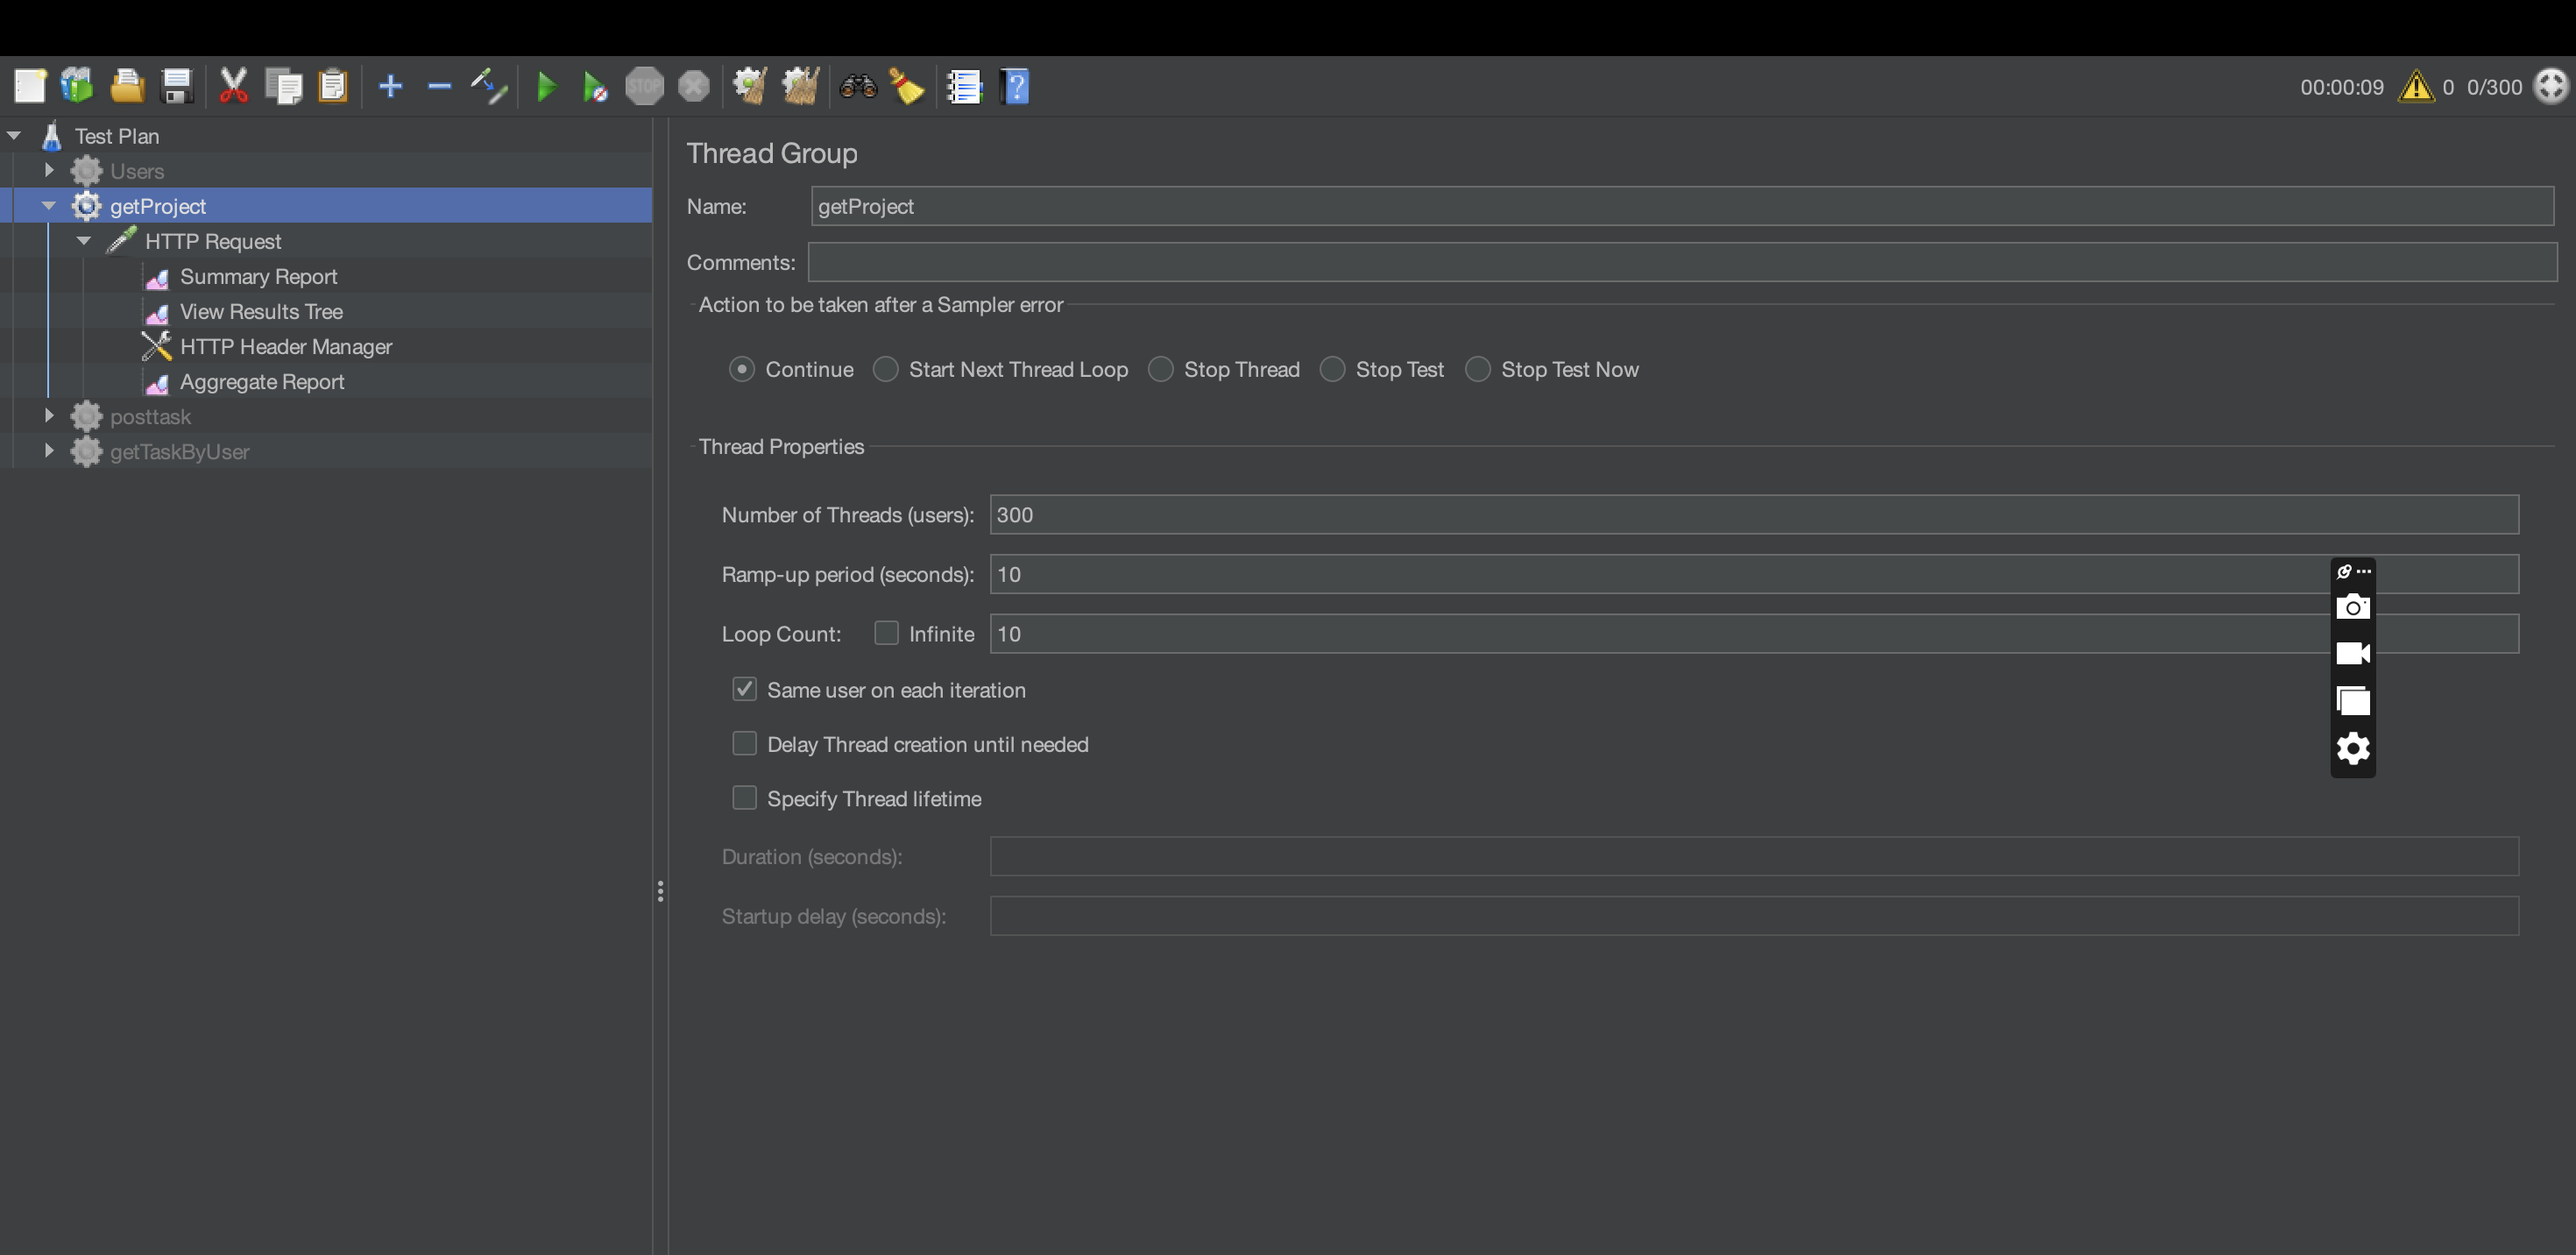 STOP
00:00:09 0 0/300
Test Plan
Users
getProject
HTTP Request
Summary Report
View Results Tree
HTTP Header Manager
Aggregate Report
posttask
getTaskByUser
Thread Group
Name: getProject
Comments:
Action to be taken after a Sampler error
Continue Start Next Thread Loop Stop Thread Stop Test Stop Test Now
Thread Properties
Number of Threads (users): 300
Ramp-up period (seconds): 10
Loop Count: Infinite 10
Same user on each iteration
Delay Thread creation until needed
Specify Thread lifetime
Duration (seconds):
Startup delay (seconds):